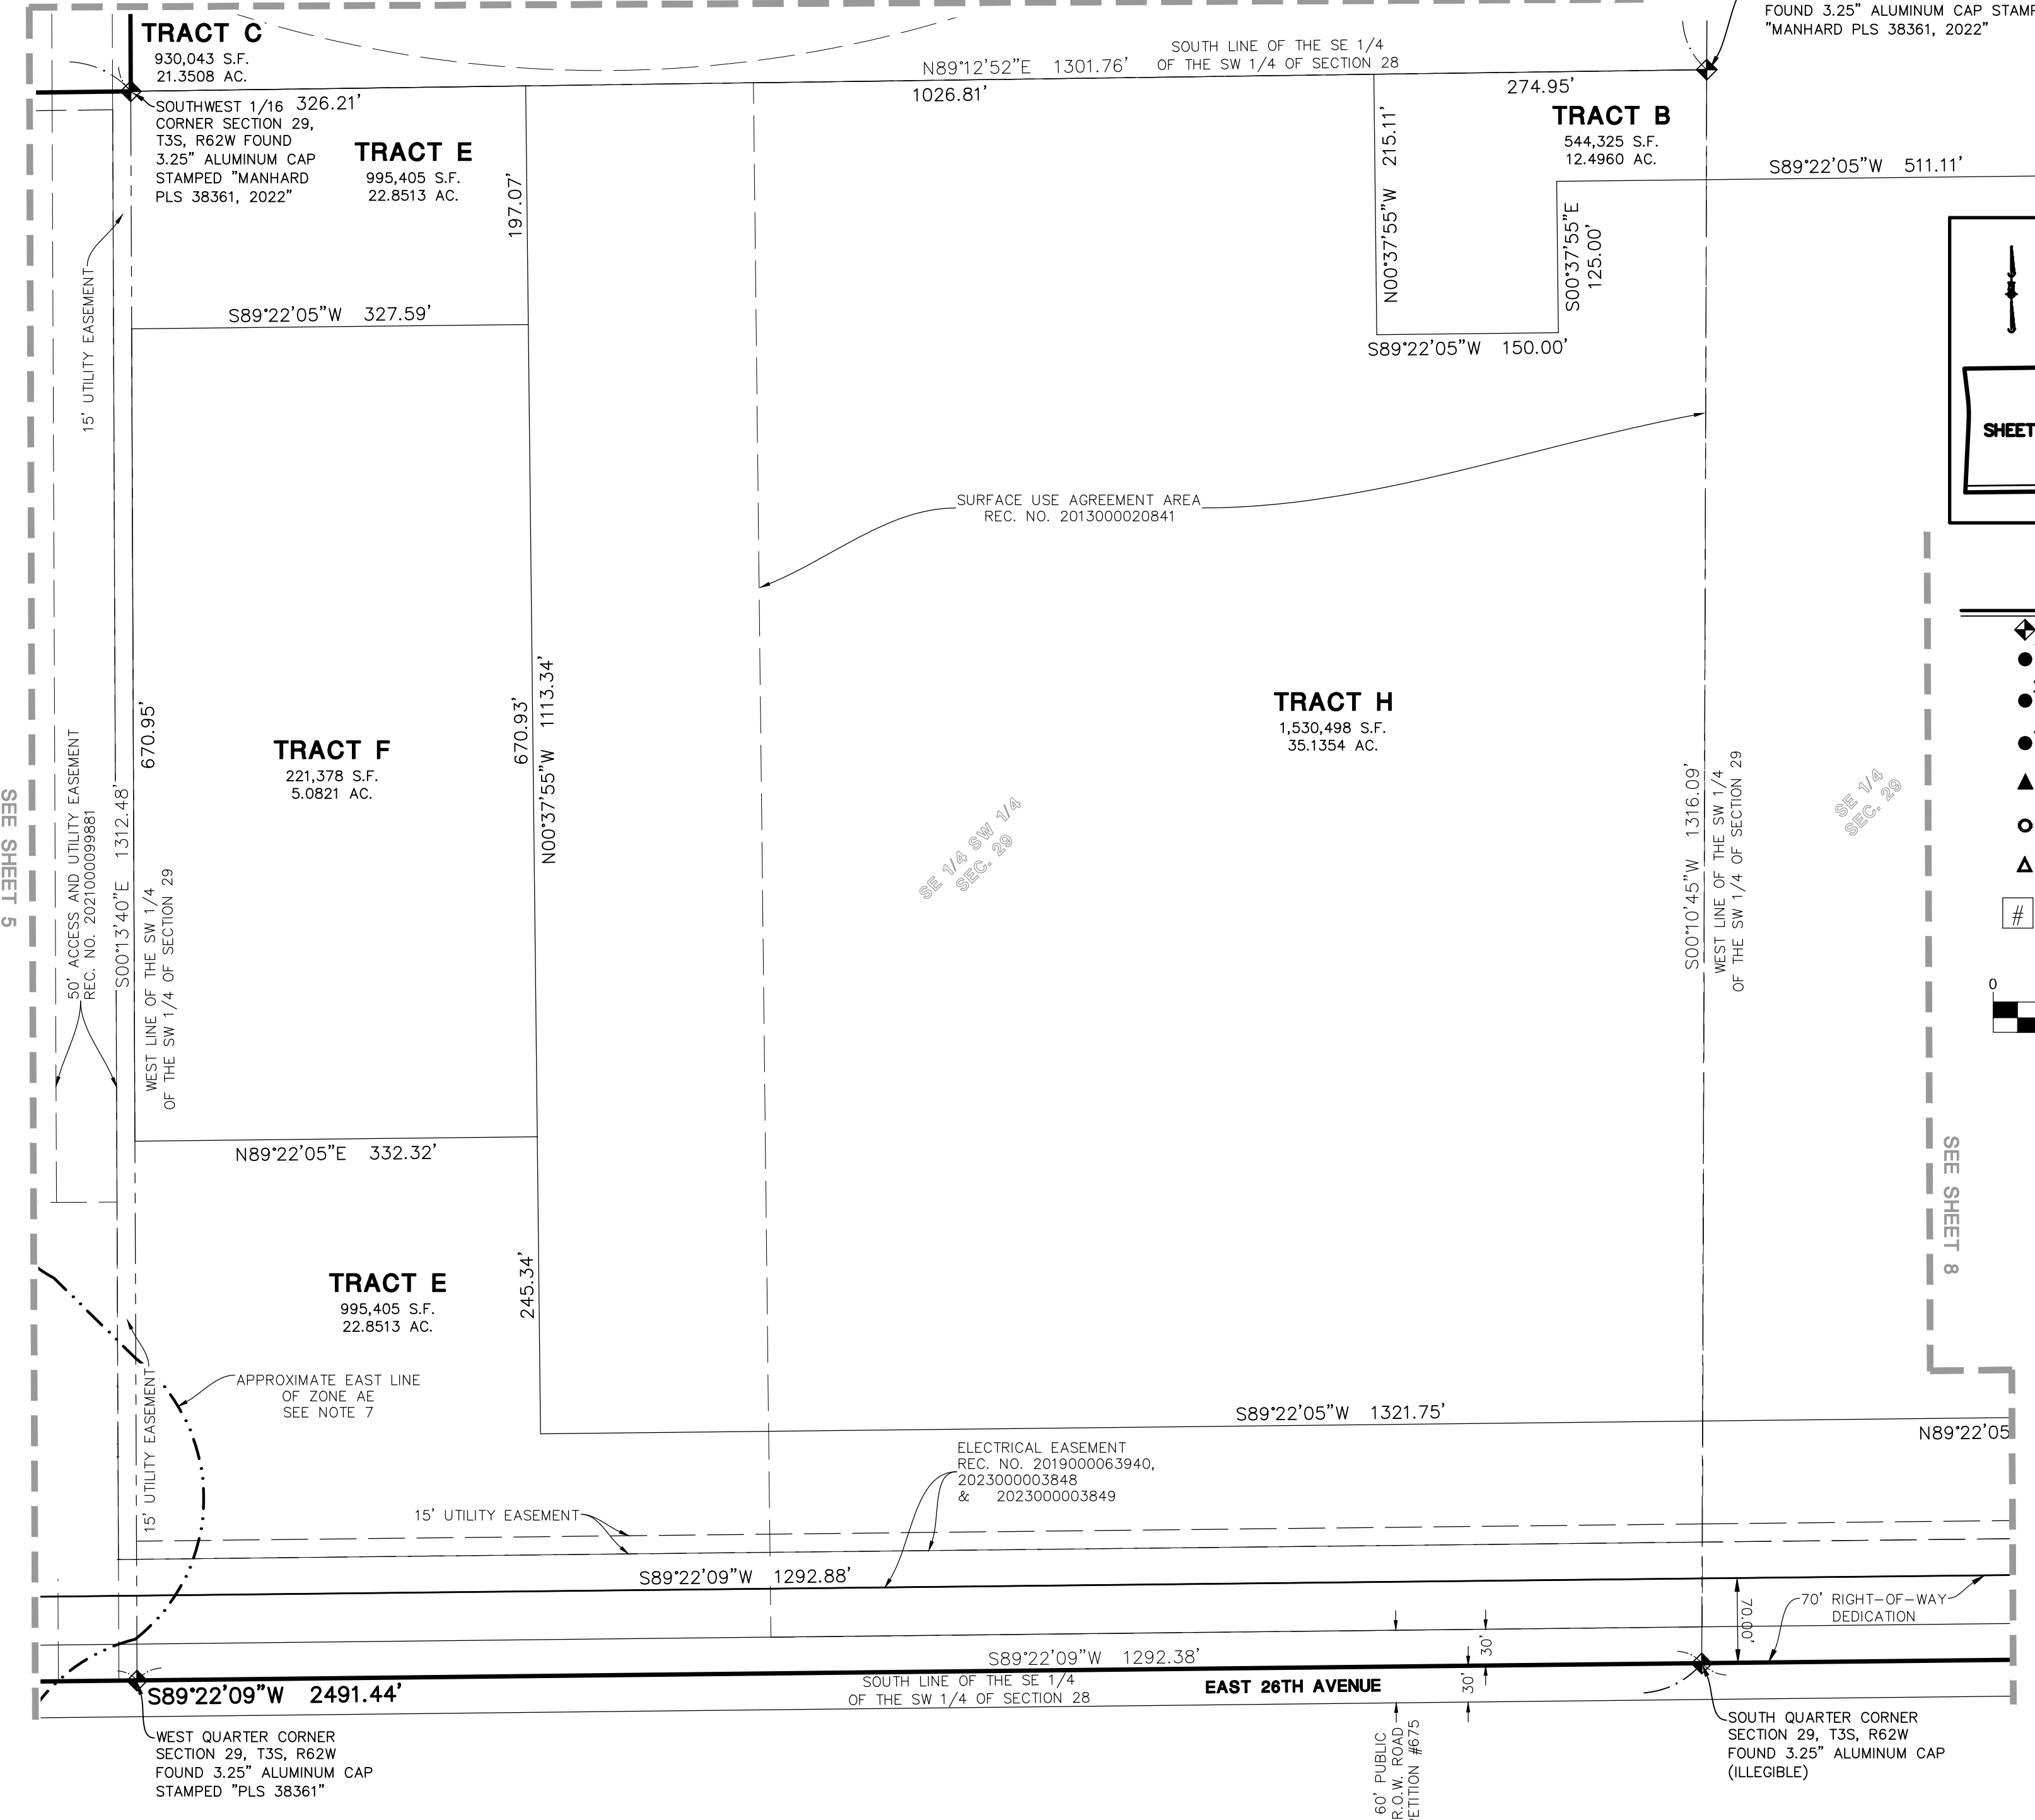 FOUND 3.25" ALUMINUM CAP
"MANHARD PLS 38361, 2022"
TRACT C
930,043 S.F.
21.3508 AC.
SOUTH LINE OF THE SE 1/4
OF THE SW 1/4 OF SECTION 28
N89°12'52"E 1301.76'
1026.81'
274.95'
SOUTHWEST 1/16
CORNER SECTION 29,
T3S, R62W FOUND
3.25" ALUMINUM CAP
STAMPED "MANHARD
PLS 38361, 2022"
326.21'
TRACT E
995,405 S.F.
22.8513 AC.
197.07'
N00°37'55"W 215.11'
TRACT B
544,325 S.F.
12.4960 AC.
S89°22'05"W 511.11'
S00°37'55"E
125.00'
S89°22'05"W 150.00'
15' UTILITY EASEMENT
S89°22'05"W 327.59'
SHEET
SURFACE USE AGREEMENT AREA
REC. NO. 2013000020841
670.95'
TRACT F
221,378 S.F.
5.0821 AC.
670.93'
N00°37'55"W 1113.34'
TRACT H
1,530,498 S.F.
35.1354 AC.
SE 1/4 SW 1/4
SEC. 29
S00°10'45"W 1316.09'
WEST LINE OF THE SW 1/4
OF THE SW 1/4 OF SECTION 29
SE 1/4
SEC. 29
#
0
SEE SHEET 5
50' ACCESS AND UTILITY EASEMENT
REC. NO. 2021000099881
S00°13'40"E 1312.48'
WEST LINE OF THE SW 1/4
OF THE SW 1/4 OF SECTION 29
N89°22'05"E 332.32'
SEE SHEET 8
TRACT E
995,405 S.F.
22.8513 AC.
245.34'
15' UTILITY EASEMENT
APPROXIMATE EAST LINE
OF ZONE AE
SEE NOTE 7
S89°22'05"W 1321.75'
N89°22'05
ELECTRICAL EASEMENT
REC. NO. 2019000063940,
2023000003848
& 2023000003849
15' UTILITY EASEMENT
S89°22'09"W 1292.88'
70.00'
70' RIGHT-OF-WAY
DEDICATION
30'
S89°22'09"W 1292.38'
30'
S89°22'09"W 2491.44'
SOUTH LINE OF THE SE 1/4
OF THE SW 1/4 OF SECTION 28
EAST 26TH AVENUE
WEST QUARTER CORNER
SECTION 29, T3S, R62W
FOUND 3.25" ALUMINUM CAP
STAMPED "PLS 38361"
60' PUBLIC
R.O.W. ROAD
#675
SOUTH QUARTER CORNER
SECTION 29, T3S, R62W
FOUND 3.25" ALUMINUM CAP
(ILLEGIBLE)